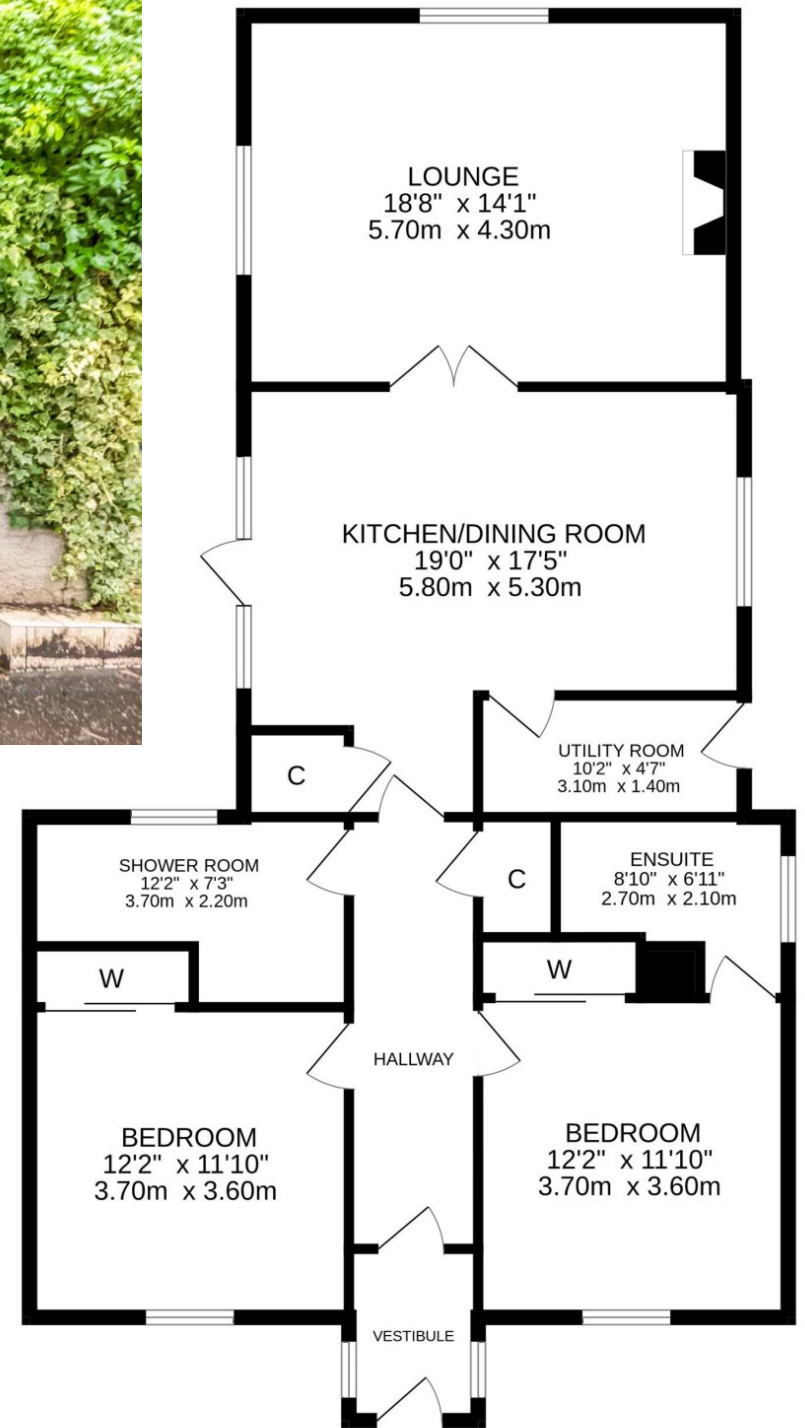 LOUNGE
18'8" x 14'1"
5.70m x 4.30m
KITCHEN/DINING ROOM
19'0" x 17'5"
5.80m x 5.30m
UTILITY ROOM
10'2" x 4'7"
3.10m x 1.40m
C
SHOWER ROOM
12'2" x 7'3"
3.70m x 2.20m
C
ENSUITE
8'10" x 6'11"
2.70m x 2.10m
W
W
HALLWAY
BEDROOM
12'2" x 11'10"
3.70m x 3.60m
BEDROOM
12'2" x 11'10"
3.70m x 3.60m
VESTIBULE